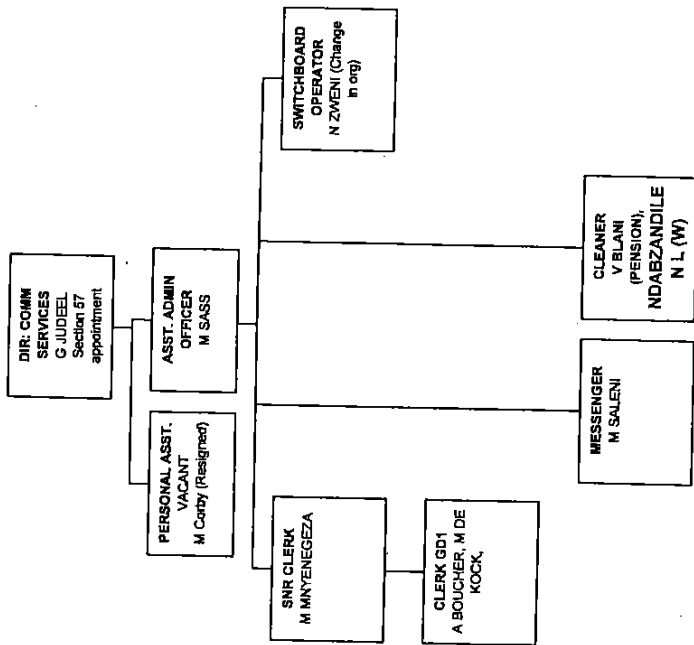 DIR: COMM
SERVICES
G JUDEEL
Section 57
appointment
PERSONAL ASST.
VACANT
M Corby (Resigned)
ASST. ADMIN
OFFICER
M SASS
SNR CLERK
M MNYENEGEZA
CLERK GD1
A BOUCHER, M DE
KOCK,
MESSENGER
M SALENI
CLEANER
V BLANI
(PENSION),
NDABZANDILE
N L (W)
SWITCHBOARD
OPERATOR
N ZWENI (Change
in org)